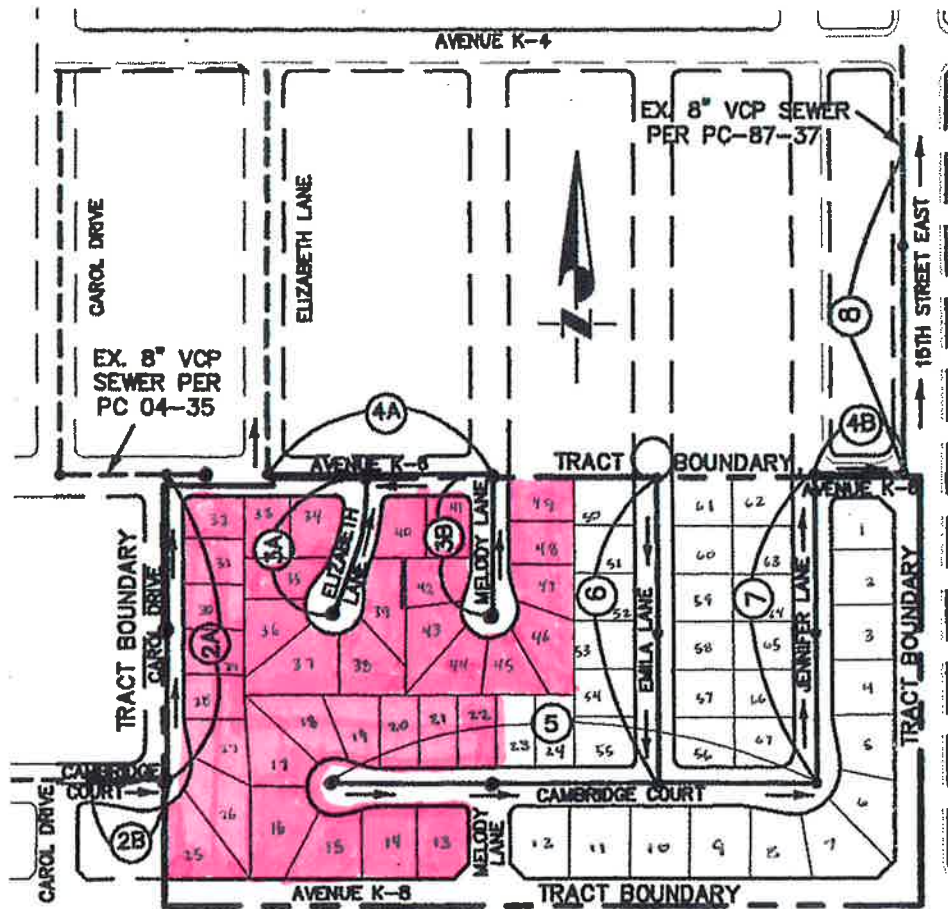 AVENUE K-4
EX. 8" VCP SEWER
PER PC-87-37
CAROL DRIVE
ELIZABETH LANE
15TH STREET EAST
Z
8
EX. 8" VCP
SEWER PER
PC 04-35
4A
4B
AVENUE K-6
TRACT BOUNDARY
AVENUE K-6
TRACT BOUNDARY
CAROL DRIVE
32
33
34
40
41
49
50
61
62
1
3A
3B
ELIZABETH
LANE
MELODY LANE
31
35
48
51
60
63
2
30
42
47
6
52
59
7
64
36
39
43
46
53
58
65
3
2A
29
37
38
44
45
EMILA LANE
JENNIFER LANE
TRACT BOUNDARY
28
54
57
66
4
18
19
20
21
22
5
23
24
55
56
67
5
27
17
CAMBRIDGE
COURT
CAMBRIDGE COURT
26
16
6
2B
CAROL DRIVE
25
15
14
13
MELODY
LANE
12
11
10
9
8
7
AVENUE K-8
TRACT BOUNDARY